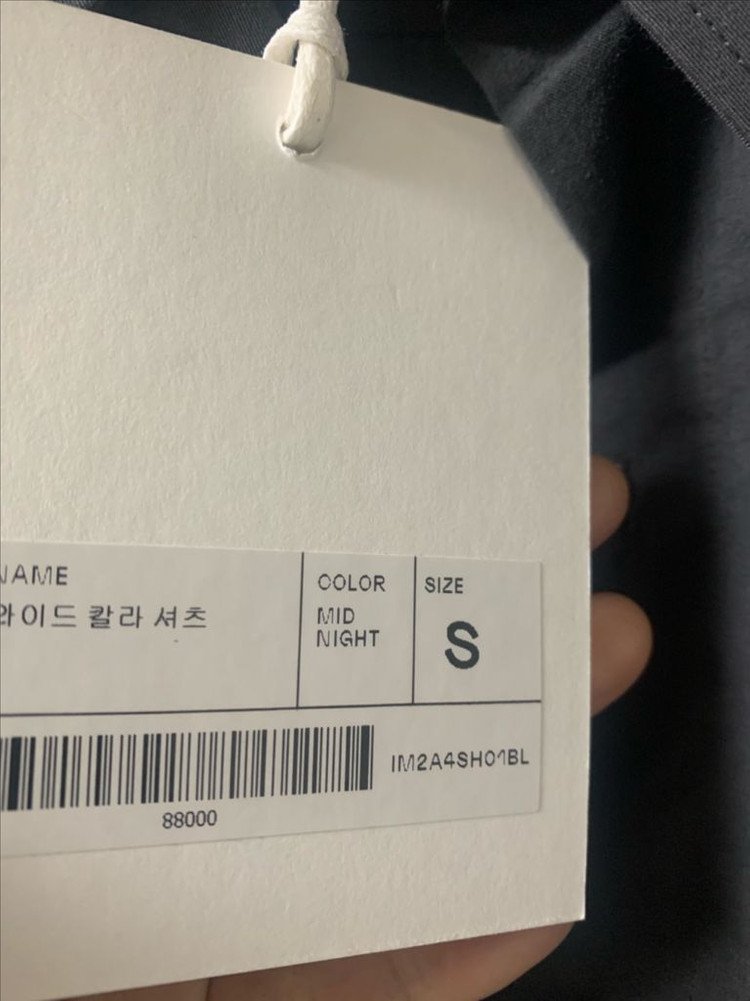 NAME
와이드 칼라 셔츠
COLOR
MID
NIGHT
SIZE
S
IM2A4SH01BL
88000